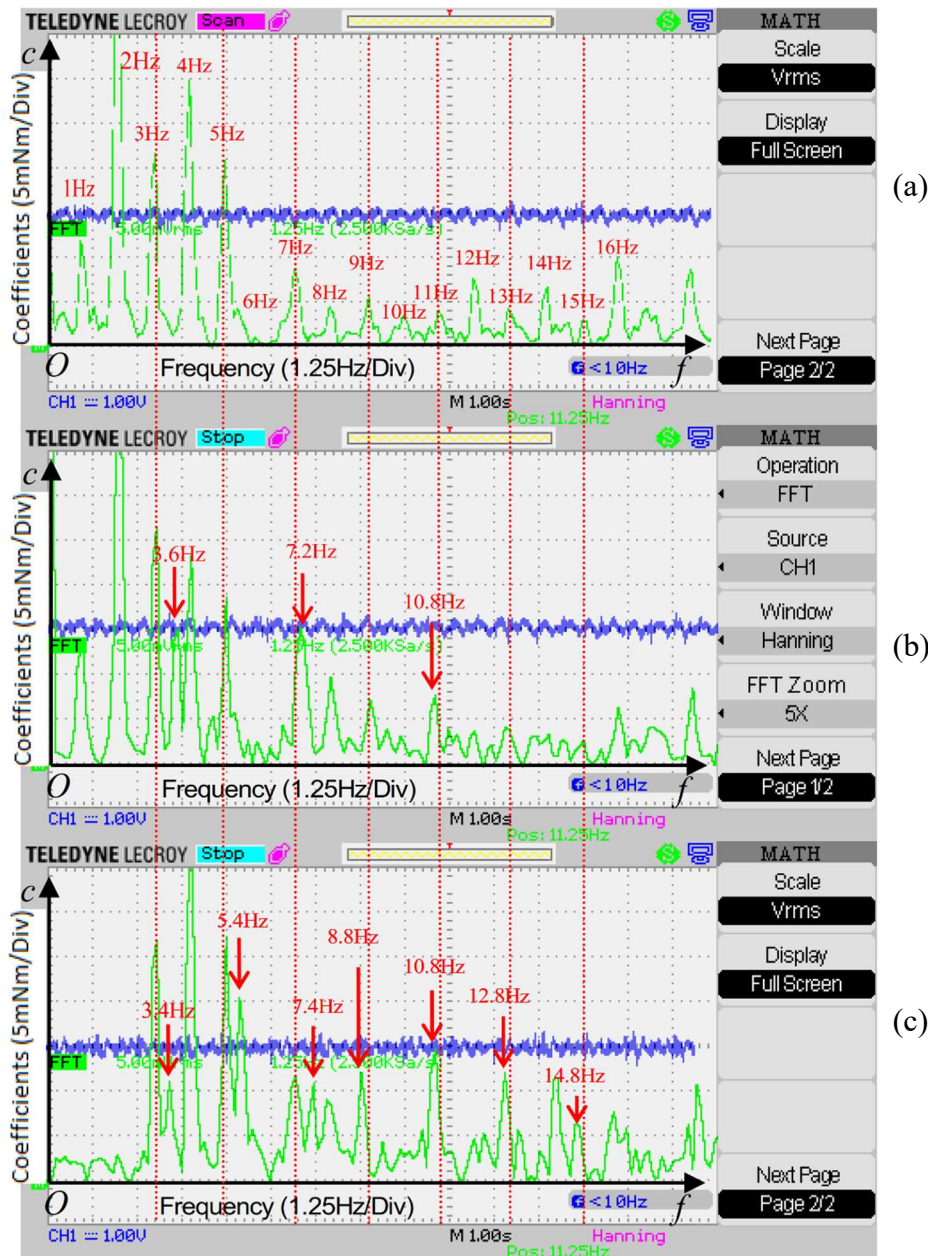 TELEDYNE LECROY Scan MATH
c
Coefficients (5mNm/Div)
2Hz
4Hz
3Hz
5Hz
1Hz
FFT 5.00mVrms 1.25Hz (2.500KSa/s)
7Hz
9Hz
12Hz
14Hz
16Hz
6Hz
8Hz
10Hz
11Hz
13Hz
15Hz
O Frequency (1.25Hz/Div) <10Hz f
CH1 1.00V M 1.00s Hanning
Pos: 11.25Hz
Scale
Vrms
Display
Full Screen
Next Page
Page 2/2
(a)
TELEDYNE LECROY Stop MATH
c
Coefficients (5mNm/Div)
3.6Hz
7.2Hz
10.8Hz
FFT 5.00mVrms 1.25Hz (2.500KSa/s)
O Frequency (1.25Hz/Div) <10Hz f
CH1 1.00V M 1.00s Hanning
Pos: 11.25Hz
Operation
FFT
Source
CH1
Window
Hanning
FFT Zoom
5X
Next Page
Page 1/2
(b)
TELEDYNE LECROY Stop MATH
c
Coefficients (5mNm/Div)
5.4Hz
8.8Hz
10.8Hz
3.4Hz
7.4Hz
12.8Hz
14.8Hz
FFT 5.00mVrms 1.25Hz (2.500KSa/s)
O Frequency (1.25Hz/Div) <10Hz f
CH1 1.00V M 1.00s Hanning
Pos: 11.25Hz
Scale
Vrms
Display
Full Screen
Next Page
Page 2/2
(c)